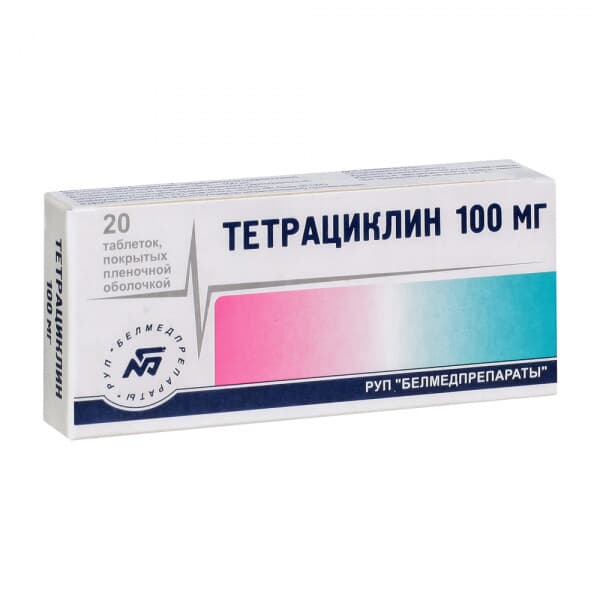 20
таблеток,
покрытых
пленочной
оболочкой
ТЕТРАЦИКЛИН 100 МГ
РУП "БЕЛМЕДПРЕПАРАТЫ"
ТЕТРАЦИКЛИН
100 МГ
РУП · БЕЛМЕДПРЕПАРАТЫ ·